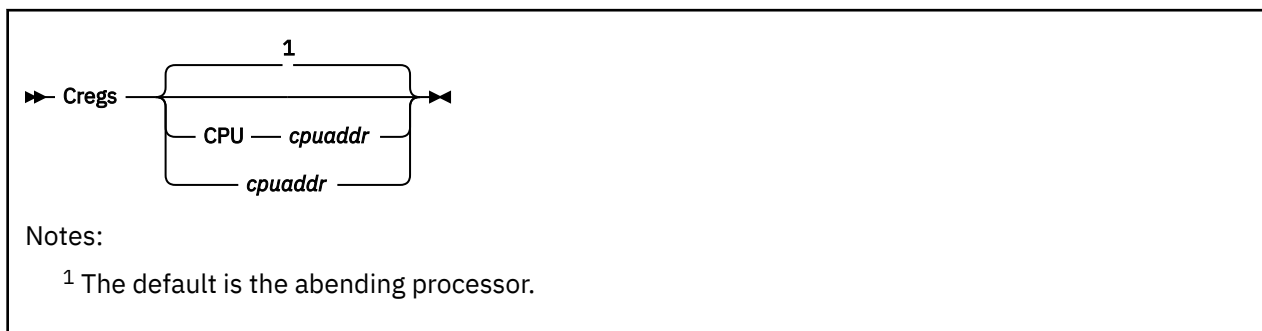 1
Cregs
CPU cpuaddr
cpuaddr
Notes:
1 The default is the abending processor.